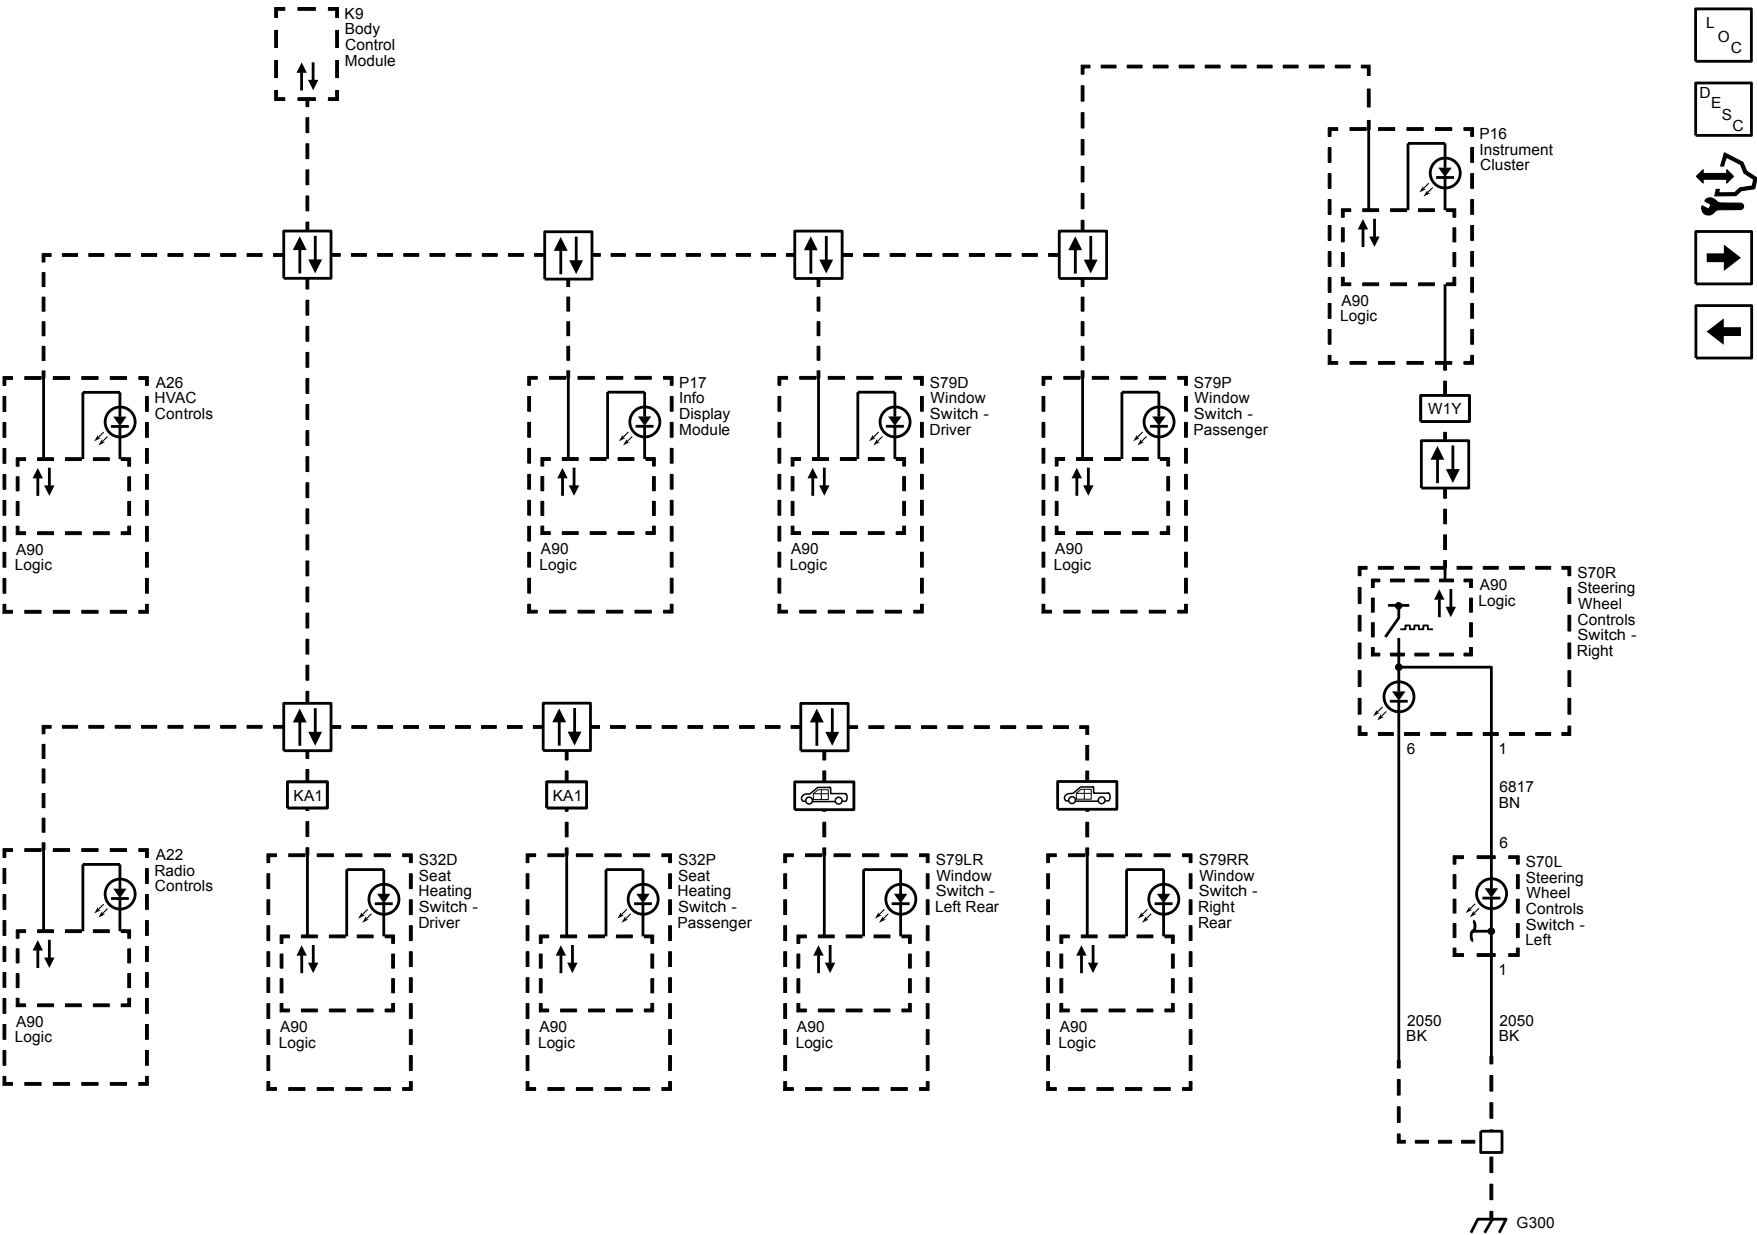 K9
Body
Control
Module
L
O
C
D
E
S
C
P16
Instrument
Cluster
A90
Logic
A26
HVAC
Controls
A90
Logic
P17
Info
Display
Module
A90
Logic
S79D
Window
Switch -
Driver
A90
Logic
S79P
Window
Switch -
Passenger
A90
Logic
W1Y
S70R
Steering
Wheel
Controls
Switch -
Right
A90
Logic
6
1
6817
BN
6
KA1
KA1
A22
Radio
Controls
A90
Logic
S32D
Seat
Heating
Switch -
Driver
A90
Logic
S32P
Seat
Heating
Switch -
Passenger
A90
Logic
S79LR
Window
Switch -
Left Rear
A90
Logic
S79RR
Window
Switch -
Right
Rear
A90
Logic
S70L
Steering
Wheel
Controls
Switch -
Left
1
2050
BK
2050
BK
G300